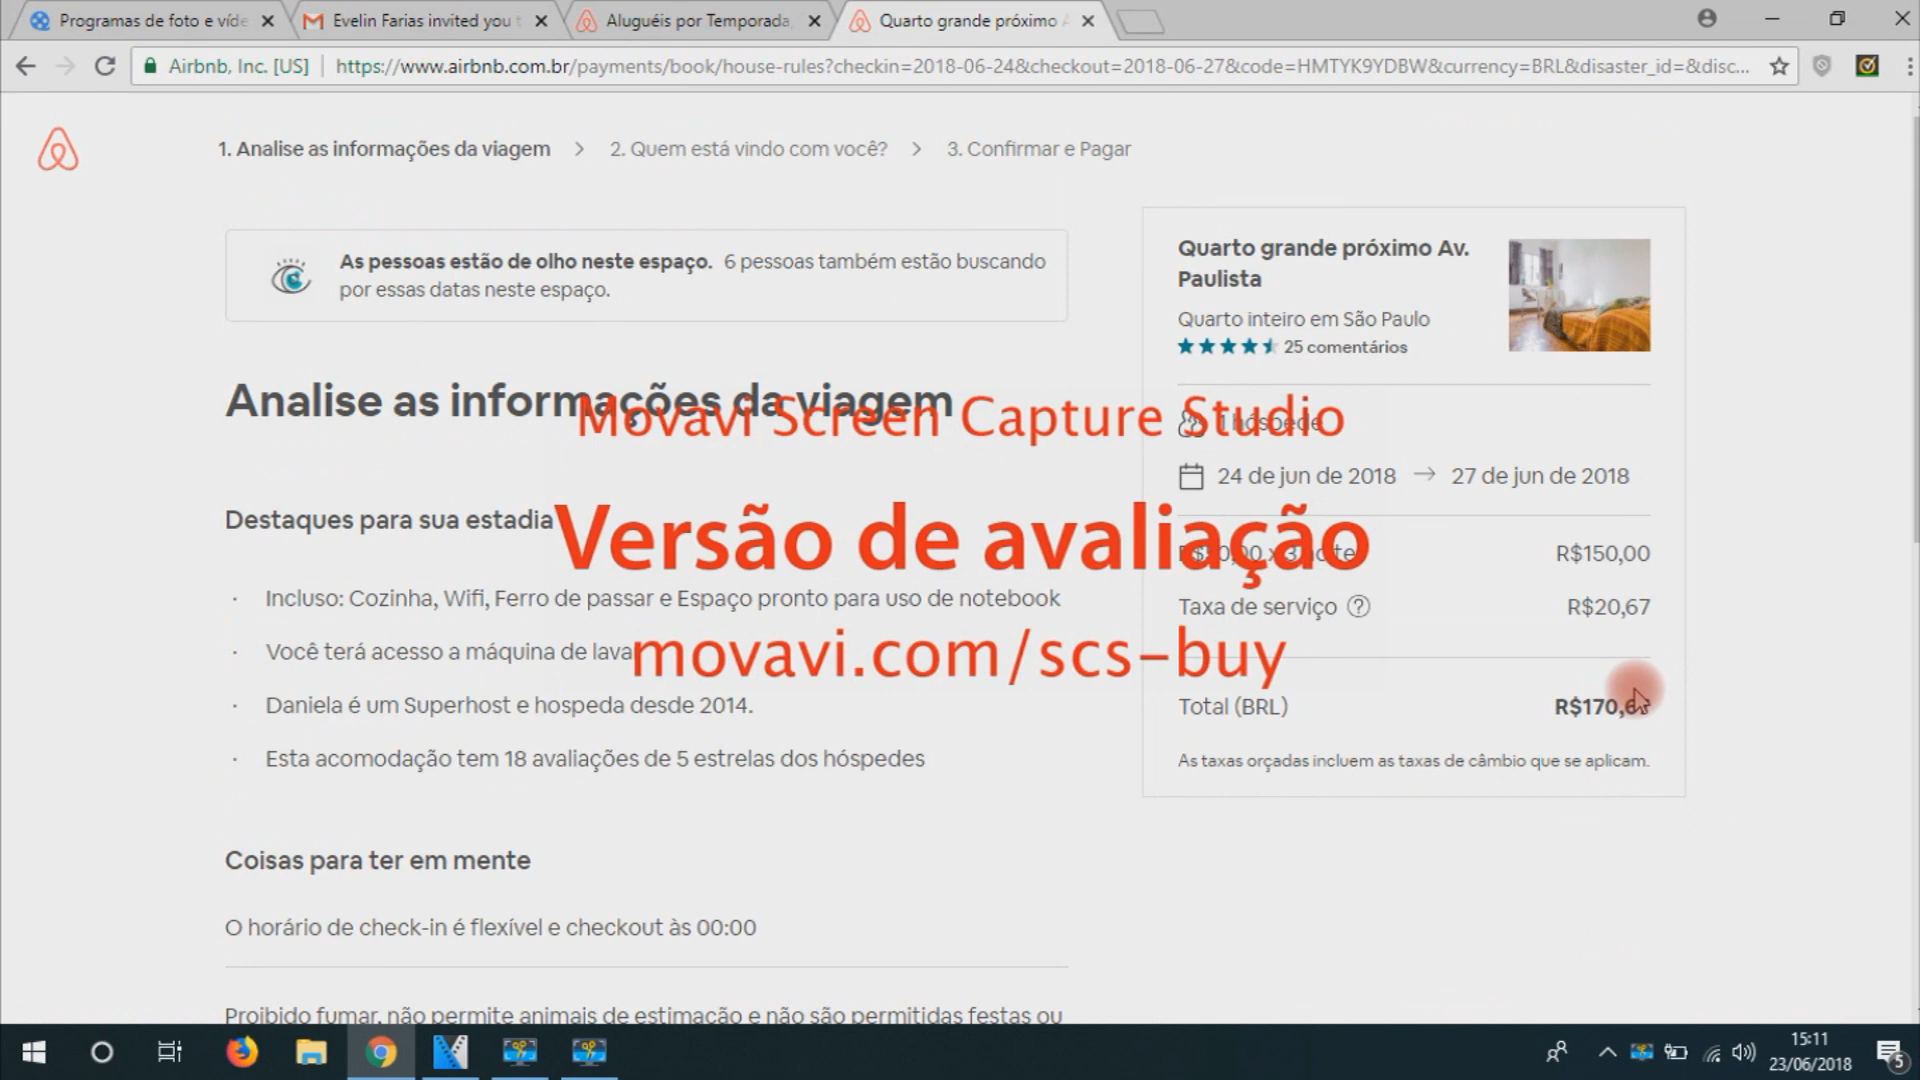 Programas de foto e víde
Evelin Farias invited you t
Aluguéis por Temporada,
Quarto grande próximo A
Airbnb, Inc. [US]
https://www.airbnb.com.br/payments/book/house-rules?checkin=2018-06-24&checkout=2018-06-27&code=HMTYK9YDBW&currency=BRL&disaster_id=&disc...
1. Analise as informações da viagem > 2. Quem está vindo com você? > 3. Confirmar e Pagar
As pessoas estão de olho neste espaço. 6 pessoas também estão buscando
por essas datas neste espaço.
Analise as informações da viagem
Destaques para sua estadia
· Incluso: Cozinha, Wifi, Ferro de passar e Espaço pronto para uso de notebook
· Você terá acesso a máquina de lava
· Daniela é um Superhost e hospeda desde 2014.
· Esta acomodação tem 18 avaliações de 5 estrelas dos hóspedes
Coisas para ter em mente
O horário de check-in é flexível e checkout às 00:00
Proibido fumar, não permite animais de estimação e não são permitidas festas ou
Quarto grande próximo Av.
Paulista
Quarto inteiro em São Paulo
25 comentários
1 hóspede
24 de jun de 2018 → 27 de jun de 2018
R$50,00 x 3 noite R$150,00
Taxa de serviço ? R$20,67
Total (BRL) R$170,67
As taxas orçadas incluem as taxas de câmbio que se aplicam.
Movavi Screen Capture Studio
Versão de avaliação
movavi.com/scs-buy
15:11
23/06/2018
5